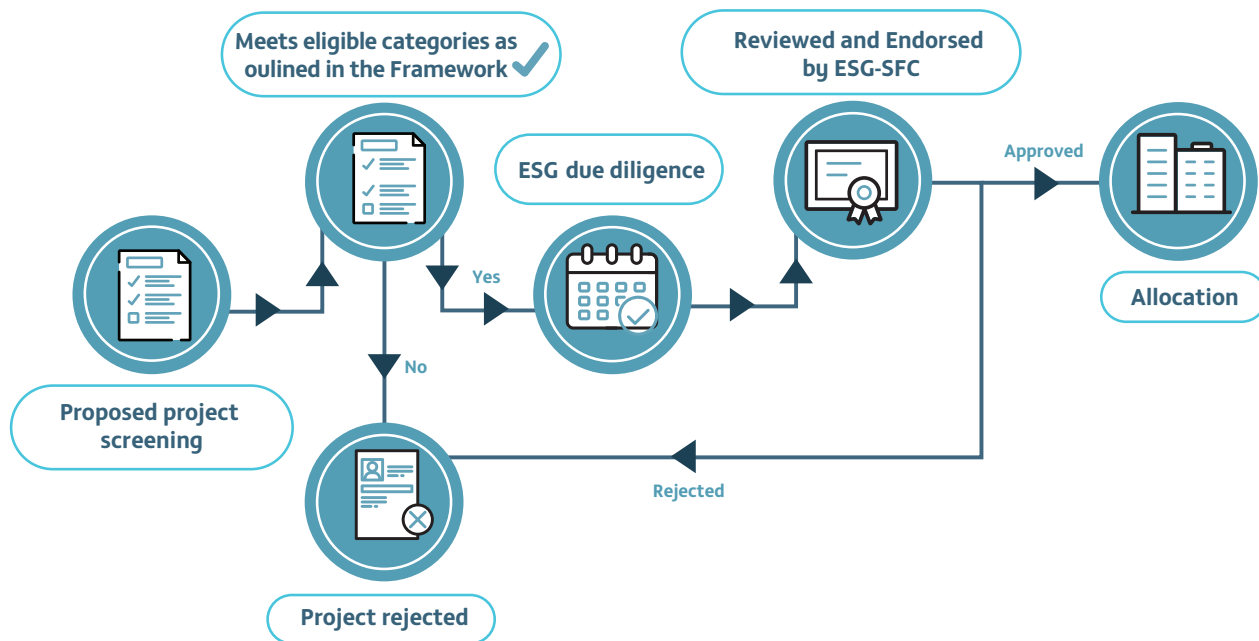 Meets eligible categories as
oulined in the Framework
Reviewed and Endorsed
by ESG-SFC
ESG due diligence
Approved
Yes
Allocation
No
Proposed project
screening
Rejected
Project rejected